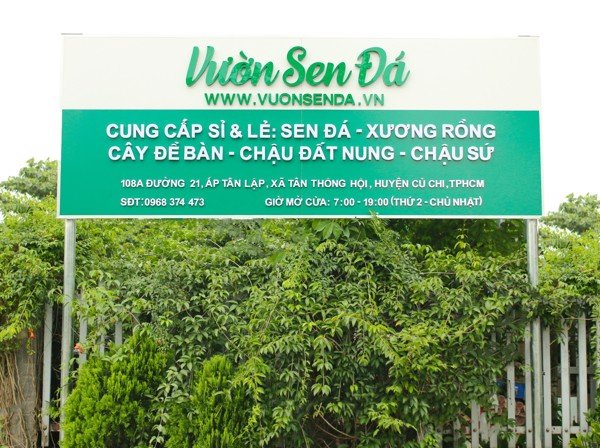 Vườn Sen Đá
WWW.VUONSENDA.VN
CUNG CẤP SỈ & LẺ: SEN ĐÁ - XƯƠNG RỒNG
CÂY ĐỂ BÀN - CHẬU ĐẤT NUNG - CHẬU SỨ
108A ĐƯỜNG 21, ẤP TÂN LẬP, XÃ TÂN THÔNG HỘI, HUYỆN CỦ CHI, TPHCM
SĐT: 0968 374 473 GIỜ MỞ CỬA: 7:00 - 19:00 (THỨ 2 - CHỦ NHẬT)